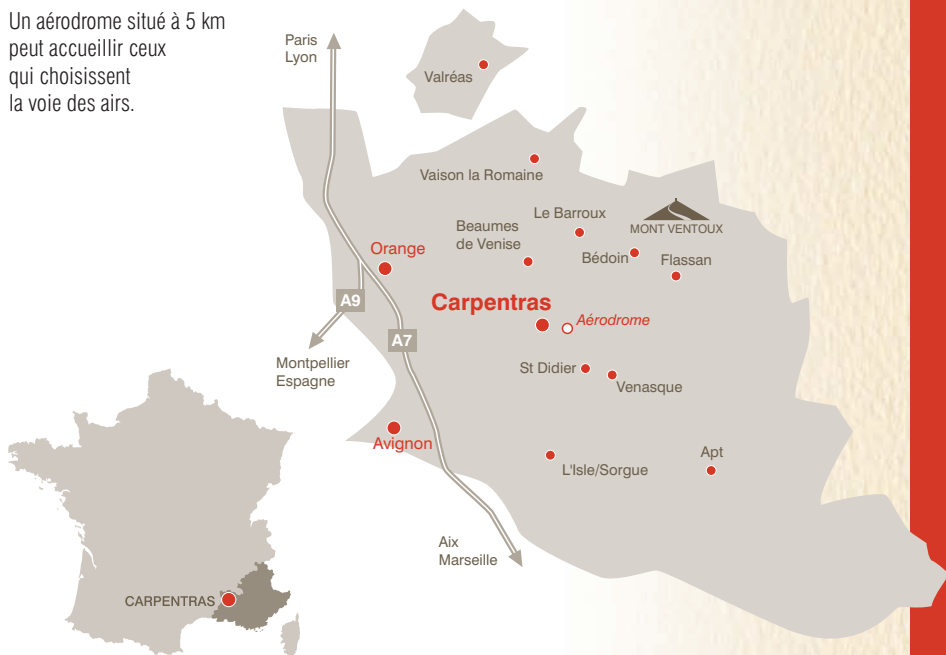 Un aérodrome situé à 5 km
peut accueillir ceux
qui choisissent
la voie des airs.
Paris
Lyon
Valréas
Vaison la Romaine
Le Barroux
MONT VENTOUX
Beaumes
de Venise
Orange
Bédoin
Flassan
A9
Carpentras
Aérodrome
A7
Montpellier
Espagne
St Didier
Venasque
Avignon
L'Isle/Sorgue
Apt
Aix
Marseille
CARPENTRAS